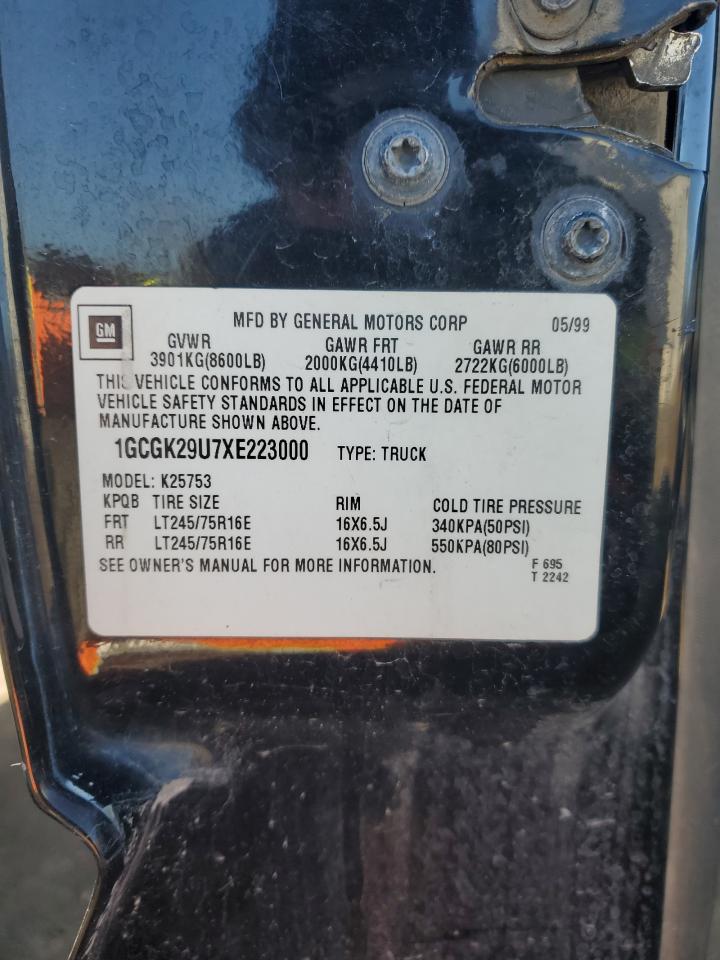 GM
MFD BY GENERAL MOTORS CORP 05/99
GVWR GAWR FRT GAWR RR
3901KG(8600LB) 2000KG(4410LB) 2722KG(6000LB)
THIS VEHICLE CONFORMS TO ALL APPLICABLE U.S. FEDERAL MOTOR
VEHICLE SAFETY STANDARDS IN EFFECT ON THE DATE OF
MANUFACTURE SHOWN ABOVE.
1GCGK29U7XE223000 TYPE: TRUCK
MODEL: K25753
KPQB TIRE SIZE RIM COLD TIRE PRESSURE
FRT LT245/75R16E 16X6.5J 340KPA(50PSI)
RR LT245/75R16E 16X6.5J 550KPA(80PSI)
SEE OWNER'S MANUAL FOR MORE INFORMATION. F 695
T 2242